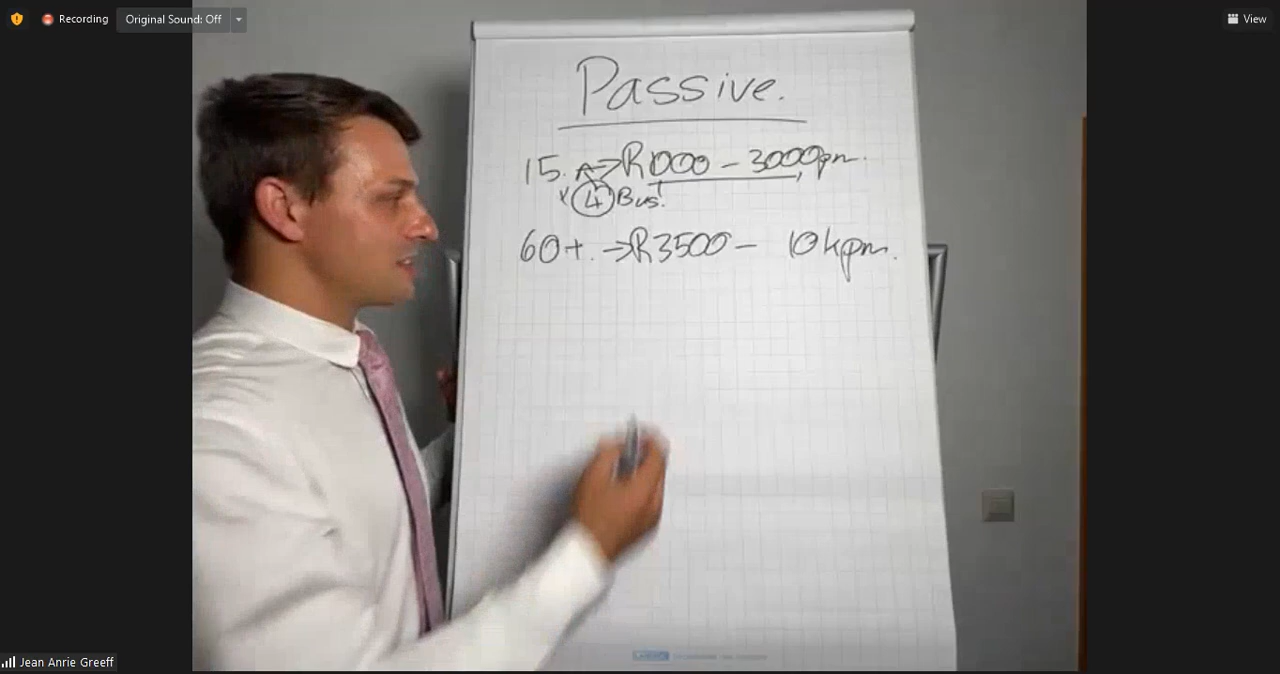 Recording
Original Sound: Off
View
Passive.
15. → R1000 - 3000pm.
x 4 Bus.
60+. → R3500 - 10kpm.
Jean Anrie Greeff